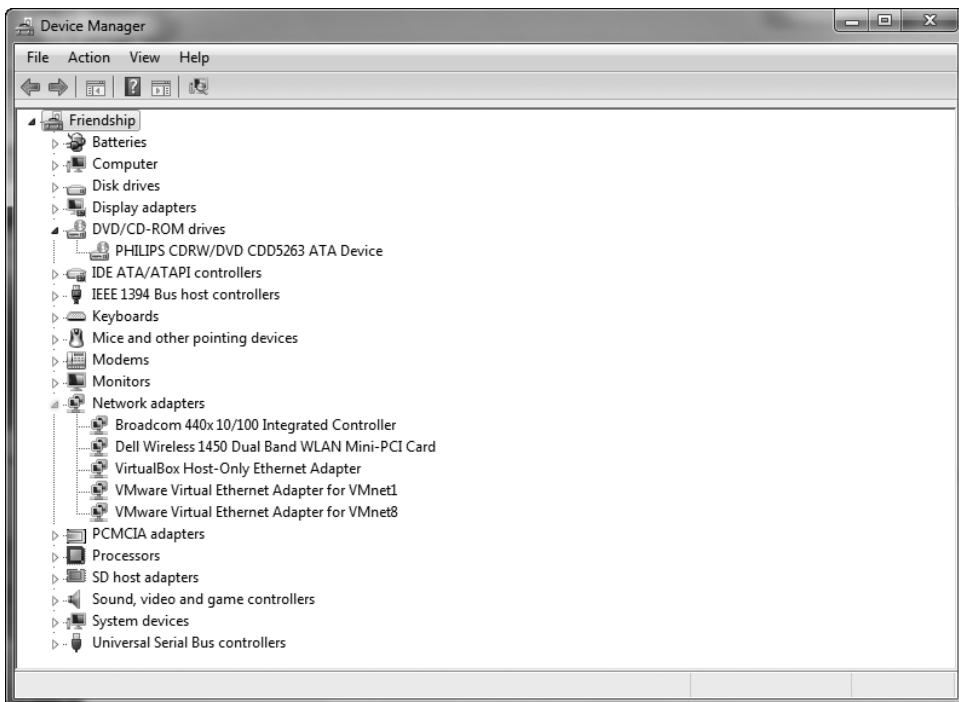 Device Manager
File Action View Help
Friendship
Batteries
Computer
Disk drives
Display adapters
DVD/CD-ROM drives
PHILIPS CDRW/DVD CDD5263 ATA Device
IDE ATA/ATAPI controllers
IEEE 1394 Bus host controllers
Keyboards
Mice and other pointing devices
Modems
Monitors
Network adapters
Broadcom 440x 10/100 Integrated Controller
Dell Wireless 1450 Dual Band WLAN Mini-PCI Card
VirtualBox Host-Only Ethernet Adapter
VMware Virtual Ethernet Adapter for VMnet1
VMware Virtual Ethernet Adapter for VMnet8
PCMCIA adapters
Processors
SD host adapters
Sound, video and game controllers
System devices
Universal Serial Bus controllers